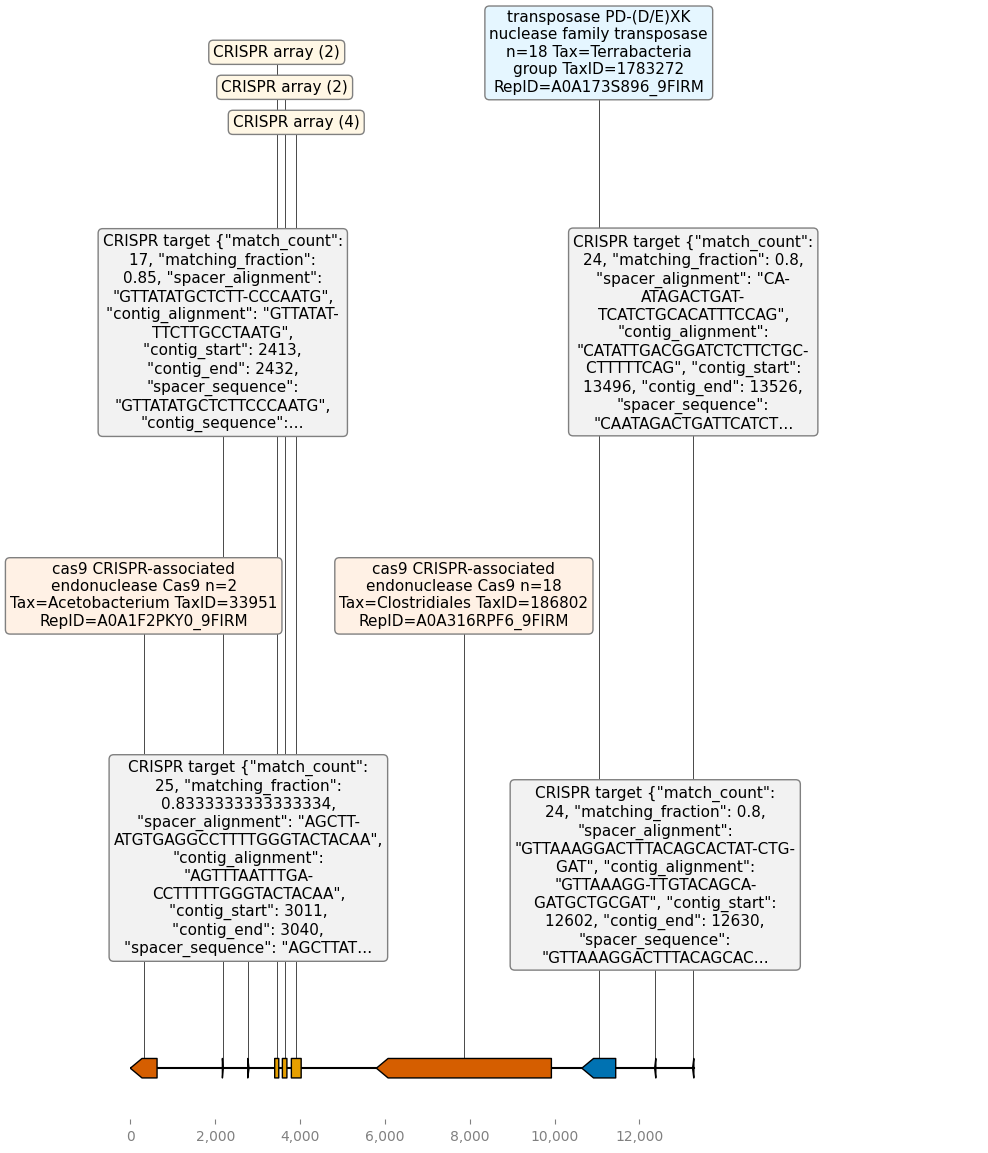 transposase PD-(D/E)XK
nuclease family transposase
n=18 Tax=Terrabacteria
group TaxID=1783272
RepID=A0A173S896_9FIRM
CRISPR array (2)
CRISPR array (2)
CRISPR array (4)
CRISPR target {"match_count":
17, "matching_fraction":
0.85, "spacer_alignment":
"GTTATATGCTCTT-CCCAATG",
"contig_alignment": "GTTATAT-
TTCTTGCCTAATG",
"contig_start": 2413,
"contig_end": 2432,
"spacer_sequence":
"GTTATATGCTCTTCCCAATG",
"contig_sequence":...
CRISPR target {"match_count":
24, "matching_fraction": 0.8,
"spacer_alignment": "CA-
ATAGACTGAT-
TCATCTGCACATTTCCAG",
"contig_alignment":
"CATATTGACGGATCTCTTCTGC-
CTTTTTCAG", "contig_start":
13496, "contig_end": 13526,
"spacer_sequence":
"CAATAGACTGATTCATCT...
cas9 CRISPR-associated
endonuclease Cas9 n=2
Tax=Acetobacterium TaxID=33951
RepID=A0A1F2PKY0_9FIRM
cas9 CRISPR-associated
endonuclease Cas9 n=18
Tax=Clostridiales TaxID=186802
RepID=A0A316RPF6_9FIRM
CRISPR target {"match_count":
25, "matching_fraction":
0.8333333333333334,
"spacer_alignment": "AGCTT-
ATGTGAGGCCTTTTGGGTACTACAA",
"contig_alignment":
"AGTTTAATTTGA-
CCTTTTTGGGTACTACAA",
"contig_start": 3011,
"contig_end": 3040,
"spacer_sequence": "AGCTTAT...
CRISPR target {"match_count":
24, "matching_fraction": 0.8,
"spacer_alignment":
"GTTAAAGGACTTTACAGCACTAT-CTG-
GAT", "contig_alignment":
"GTTAAAGG-TTGTACAGCA-
GATGCTGCGAT", "contig_start":
12602, "contig_end": 12630,
"spacer_sequence":
"GTTAAAGGACTTTACAGCAC...
0 2,000 4,000 6,000 8,000 10,000 12,000